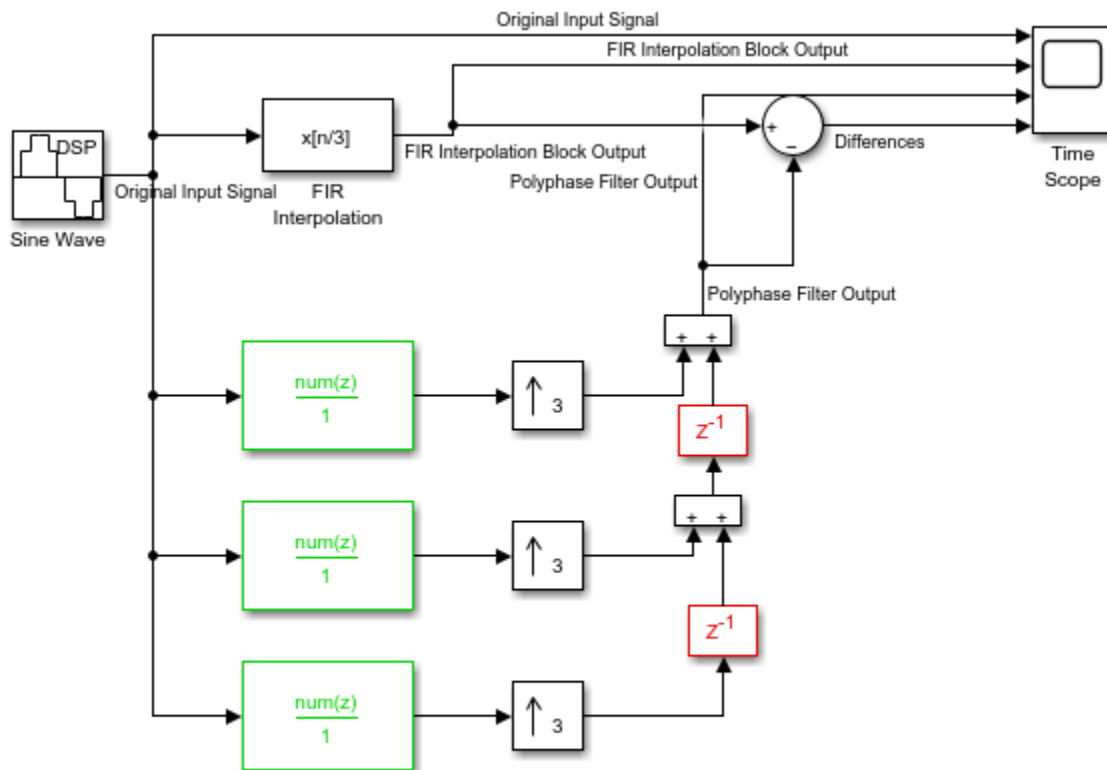 Original Input Signal
FIR Interpolation Block Output
DSP
x[n/3]
+
−
Differences
Time
Scope
FIR Interpolation Block Output
Original Input Signal
FIR
Interpolation
Polyphase Filter Output
Sine Wave
Polyphase Filter Output
+ +
num(z)
1
↑ 3
z-1
+ +
num(z)
1
↑ 3
z-1
num(z)
1
↑ 3